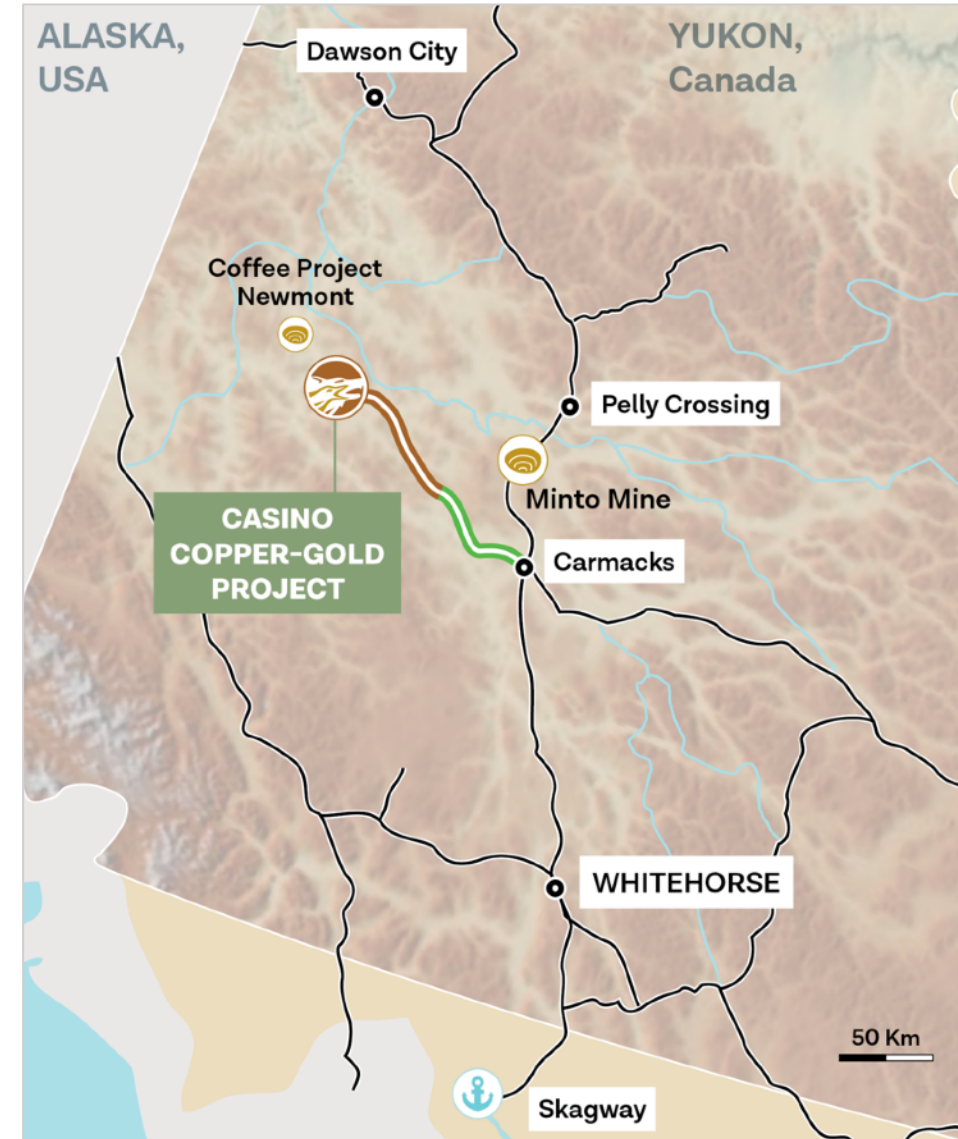 ALASKA,
USA
YUKON,
Canada
Dawson City
Coffee Project
Newmont
Pelly Crossing
Minto Mine
CASINO
COPPER-GOLD
PROJECT
Carmacks
WHITEHORSE
50 Km
Skagway